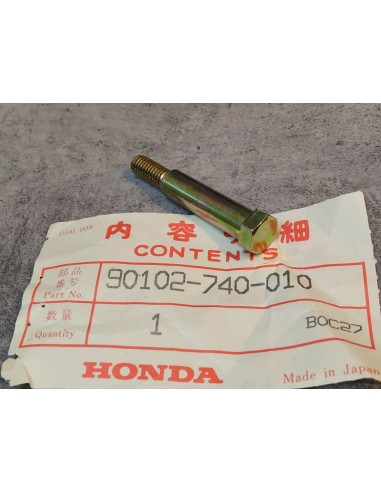 内容明細
CONTENTS
部品番号
Part No. 90102-740-010
数量
Quantity 1 BOC27
HONDA Made in Japan